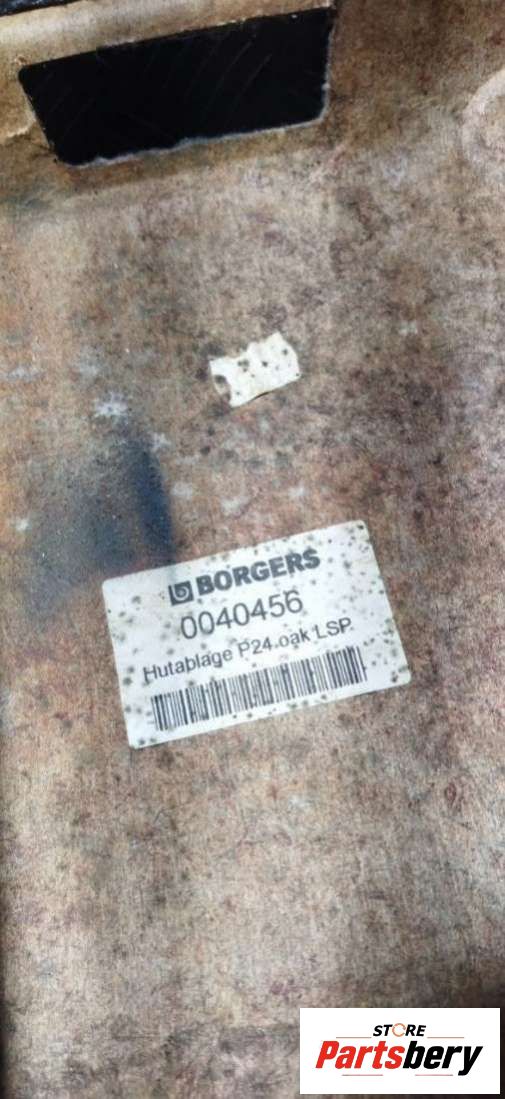 BORGERS
0040456
Hutablage P24.oak LSP.
STORE
Partsbery